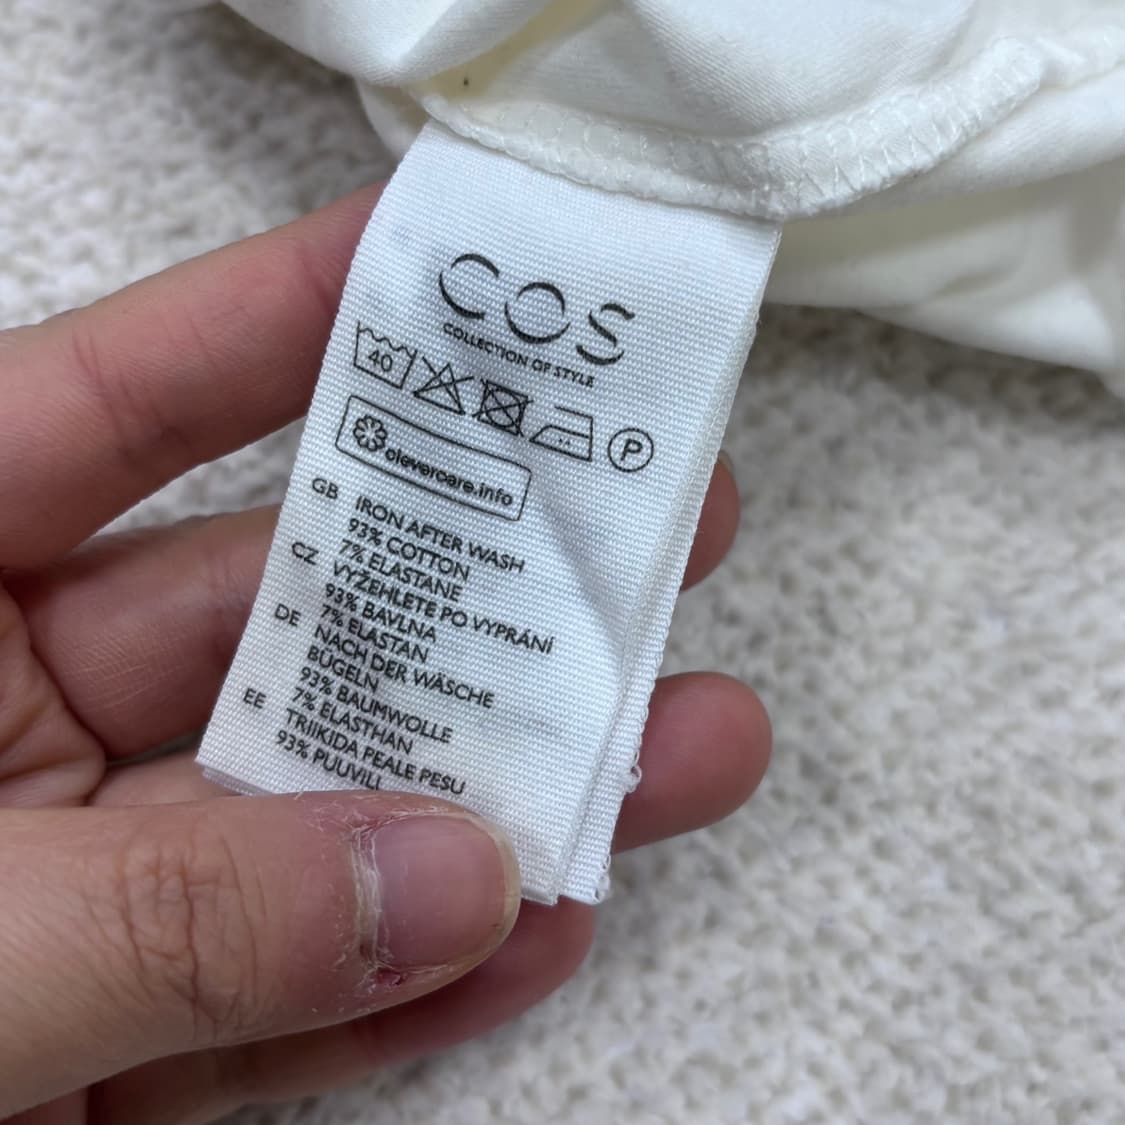 COS
COLLECTION OF STYLE
40
P
clevercare.info
GB IRON AFTER WASH
93% COTTON
7% ELASTANE
CZ VYŽEHLETE PO VYPRÁNÍ
93% BAVLNA
7% ELASTAN
DE NACH DER WÄSCHE
BÜGELN
93% BAUMWOLLE
7% ELASTHAN
EE TRIIKIDA PEALE PESU
93% PUUVILL